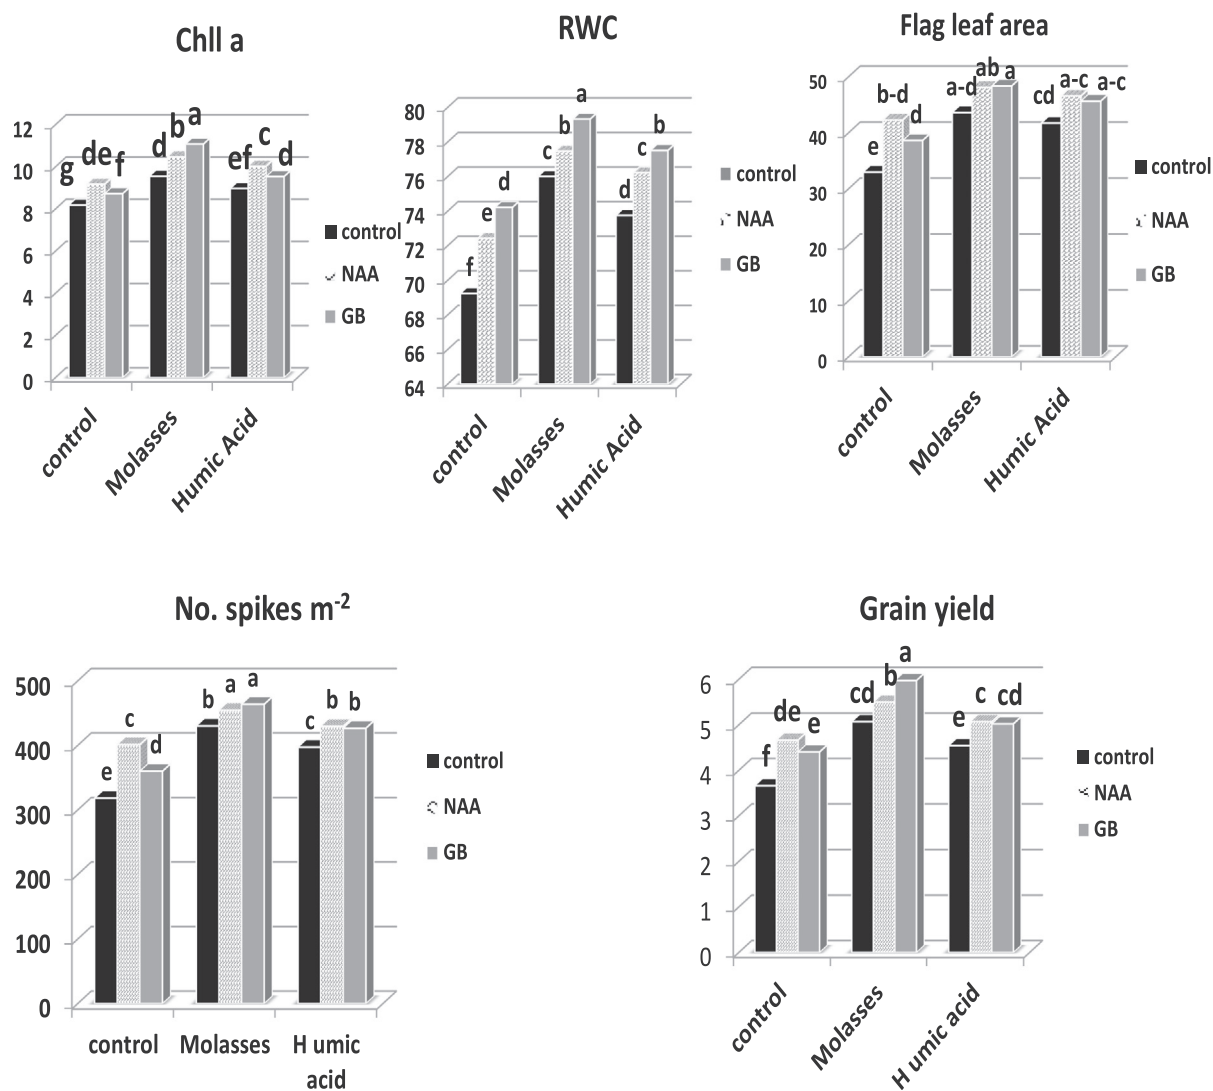 Chll a
12
10
8
6
4
2
0
g
de
f
d
b
a
ef
c
d
control
Molasses
Humic Acid
control
NAA
GB
RWC
80
78
76
74
72
70
68
66
64
f
e
d
c
b
a
d
c
b
control
Molasses
Humic Acid
control
NAA
GB
Flag leaf area
50
40
30
20
10
0
e
b-d
d
a-d
ab
a
cd
a-c
a-c
control
Molasses
Humic Acid
control
NAA
GB
No. spikes m-2
500
400
300
200
100
0
e
c
d
b
a
a
c
b
b
control
Molasses
H umic
acid
control
NAA
GB
Grain yield
6
5
4
3
2
1
0
f
de
e
cd
b
a
e
c
cd
control
Molasses
H umic acid
control
NAA
GB